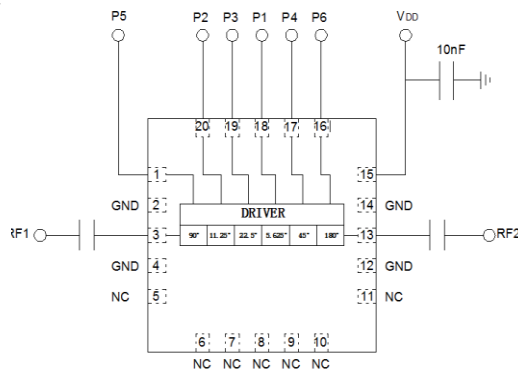 P5 P2 P3 P1 P4 P6 VDD
10nF
20 19 18 17 16
1 15
GND 2 14 GND
DRIVER
RF1 3 90° 11.25° 22.5° 5.625° 45° 180° 13 RF2
GND 4 12 GND
NC 5 11 NC
6 7 8 9 10
NC NC NC NC NC